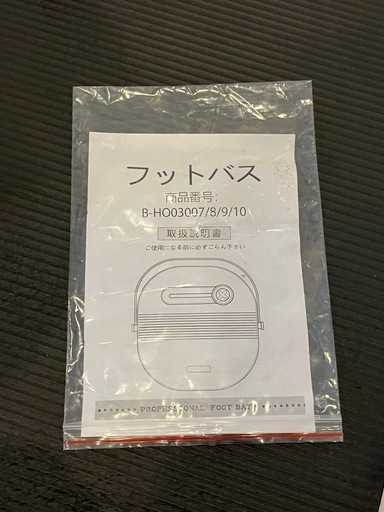 フットバス
商品番号:
B-HO03007/8/9/10
取扱説明書
ご使用になる前に必ずごらん下さい
PROFESSIONAL FOOT BATH